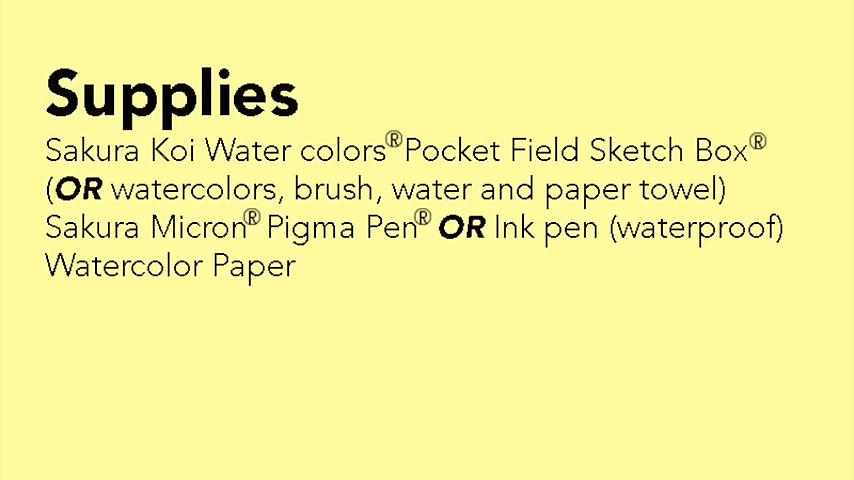 Supplies
Sakura Koi Water colors® Pocket Field Sketch Box®
(OR watercolors, brush, water and paper towel)
Sakura Micron® Pigma Pen® OR Ink pen (waterproof)
Watercolor Paper